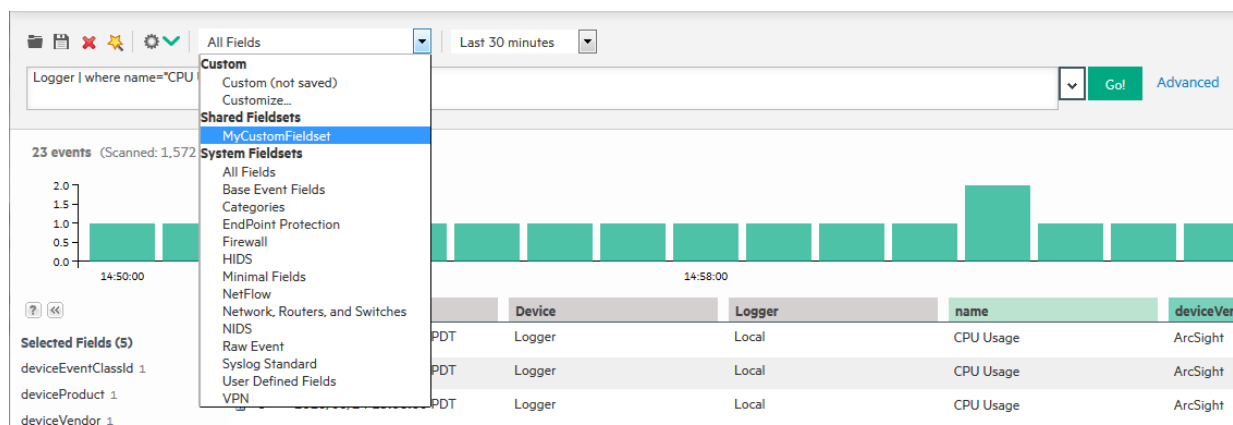 All Fields
Last 30 minutes
Custom
Logger | where name="CPU
Custom (not saved)
Go!
Advanced
Customize...
Shared Fieldsets
MyCustomFieldset
23 events (Scanned: 1,572
System Fieldsets
All Fields
2.0
Base Event Fields
1.5
Categories
1.0
EndPoint Protection
0.5
Firewall
0.0
HIDS
14:50:00
Minimal Fields
14:58:00
NetFlow
? «
Network, Routers, and Switches
Device Logger name deviceVer
NIDS
Selected Fields (5)
Raw Event
PDT Logger Local CPU Usage ArcSight
Syslog Standard
deviceEventClassId 1
User Defined Fields
PDT Logger Local CPU Usage ArcSight
deviceProduct 1
VPN
PDT Logger Local CPU Usage ArcSight
deviceVendor 1